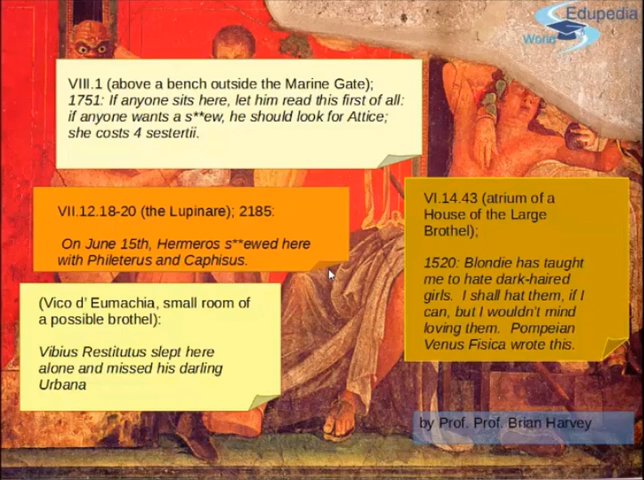 Edupedia
World
VIII.1 (above a bench outside the Marine Gate);
1751: If anyone sits here, let him read this first of all:
if anyone wants a s**ew, he should look for Attice;
she costs 4 sestertii.
VII.12.18-20 (the Lupinare); 2185:
On June 15th, Hermeros s**ewed here
with Phileterus and Caphisus.
(Vico d' Eumachia, small room of
a possible brothel):
Vibius Restitutus slept here
alone and missed his darling
Urbana
VI.14.43 (atrium of a
House of the Large
Brothel);
1520: Blondie has taught
me to hate dark-haired
girls. I shall hat them, if I
can, but I wouldn't mind
loving them. Pompeian
Venus Fisica wrote this.
by Prof. Prof. Brian Harvey